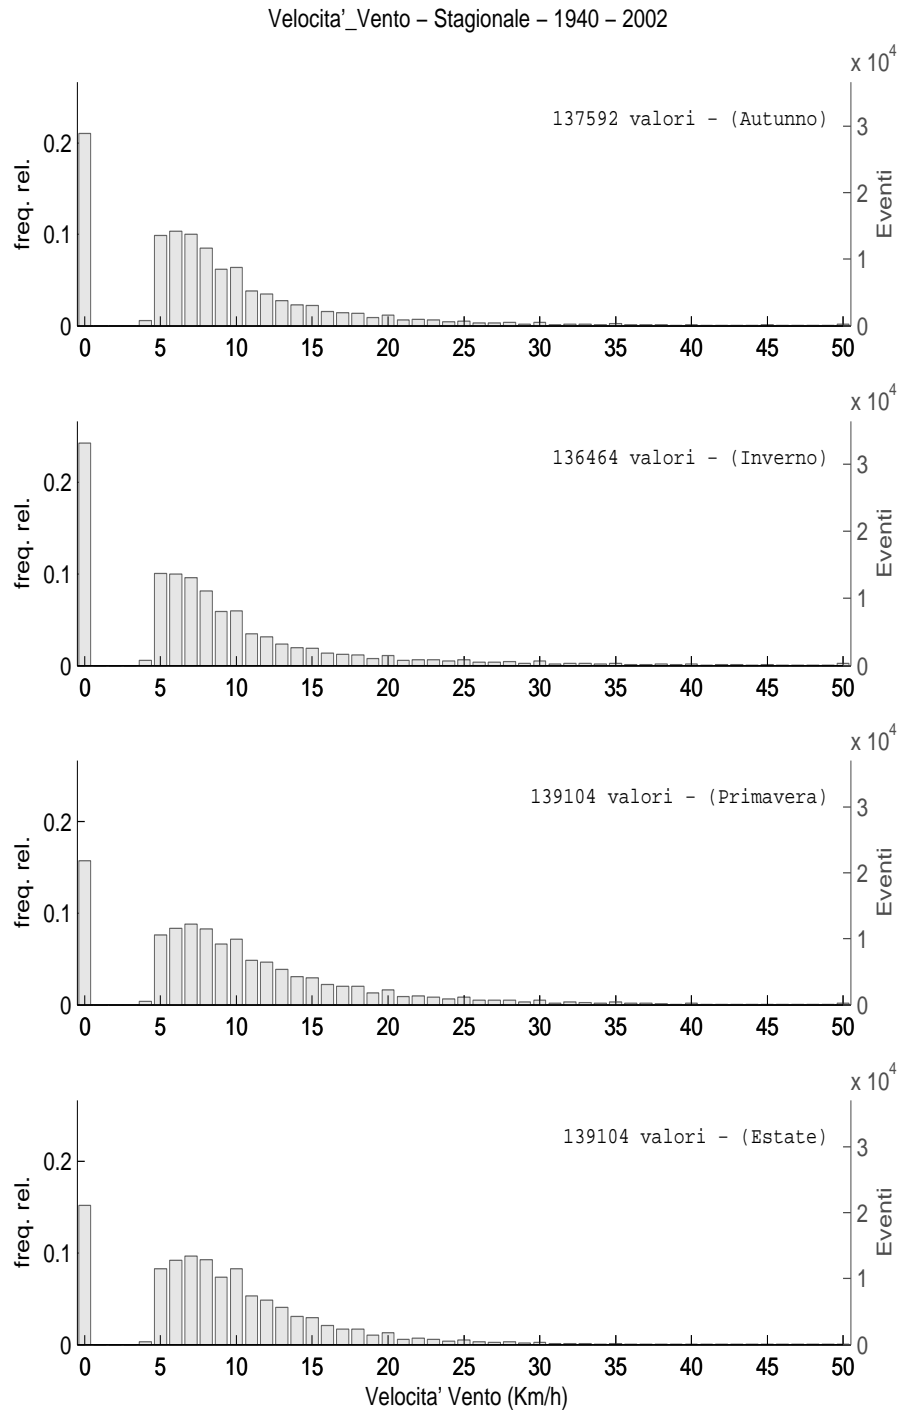 Velocita'_Vento – Stagionale – 1940 – 2002
x 10^4
137592 valori - (Autunno)
freq. rel.
0.2
0.1
0
3
2
1
0
Eventi
0 5 10 15 20 25 30 35 40 45 50
x 10^4
136464 valori - (Inverno)
freq. rel.
0.2
0.1
0
3
2
1
0
Eventi
0 5 10 15 20 25 30 35 40 45 50
x 10^4
139104 valori - (Primavera)
freq. rel.
0.2
0.1
0
3
2
1
0
Eventi
0 5 10 15 20 25 30 35 40 45 50
x 10^4
139104 valori - (Estate)
freq. rel.
0.2
0.1
0
3
2
1
0
Eventi
0 5 10 15 20 25 30 35 40 45 50
Velocita' Vento (Km/h)